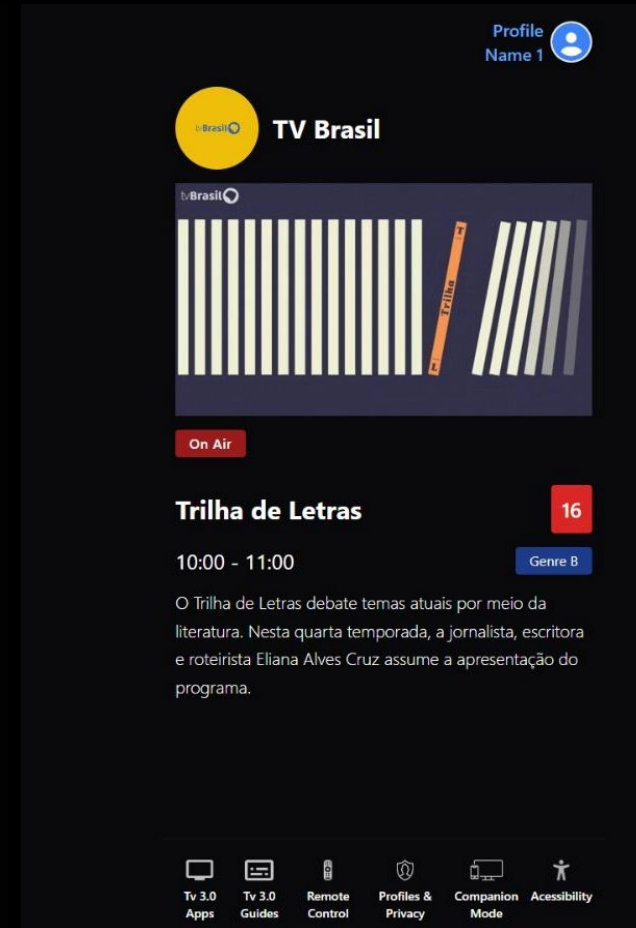 Profile
Name 1
tvBrasil
TV Brasil
tvBrasil
T
Trilha
L
On Air
Trilha de Letras
16
10:00 - 11:00
Genre B
O Trilha de Letras debate temas atuais por meio da
literatura. Nesta quarta temporada, a jornalista, escritora
e roteirista Eliana Alves Cruz assume a apresentação do
programa.
Tv 3.0
Apps
Tv 3.0
Guides
Remote
Control
Profiles &
Privacy
Companion
Mode
Acessibility